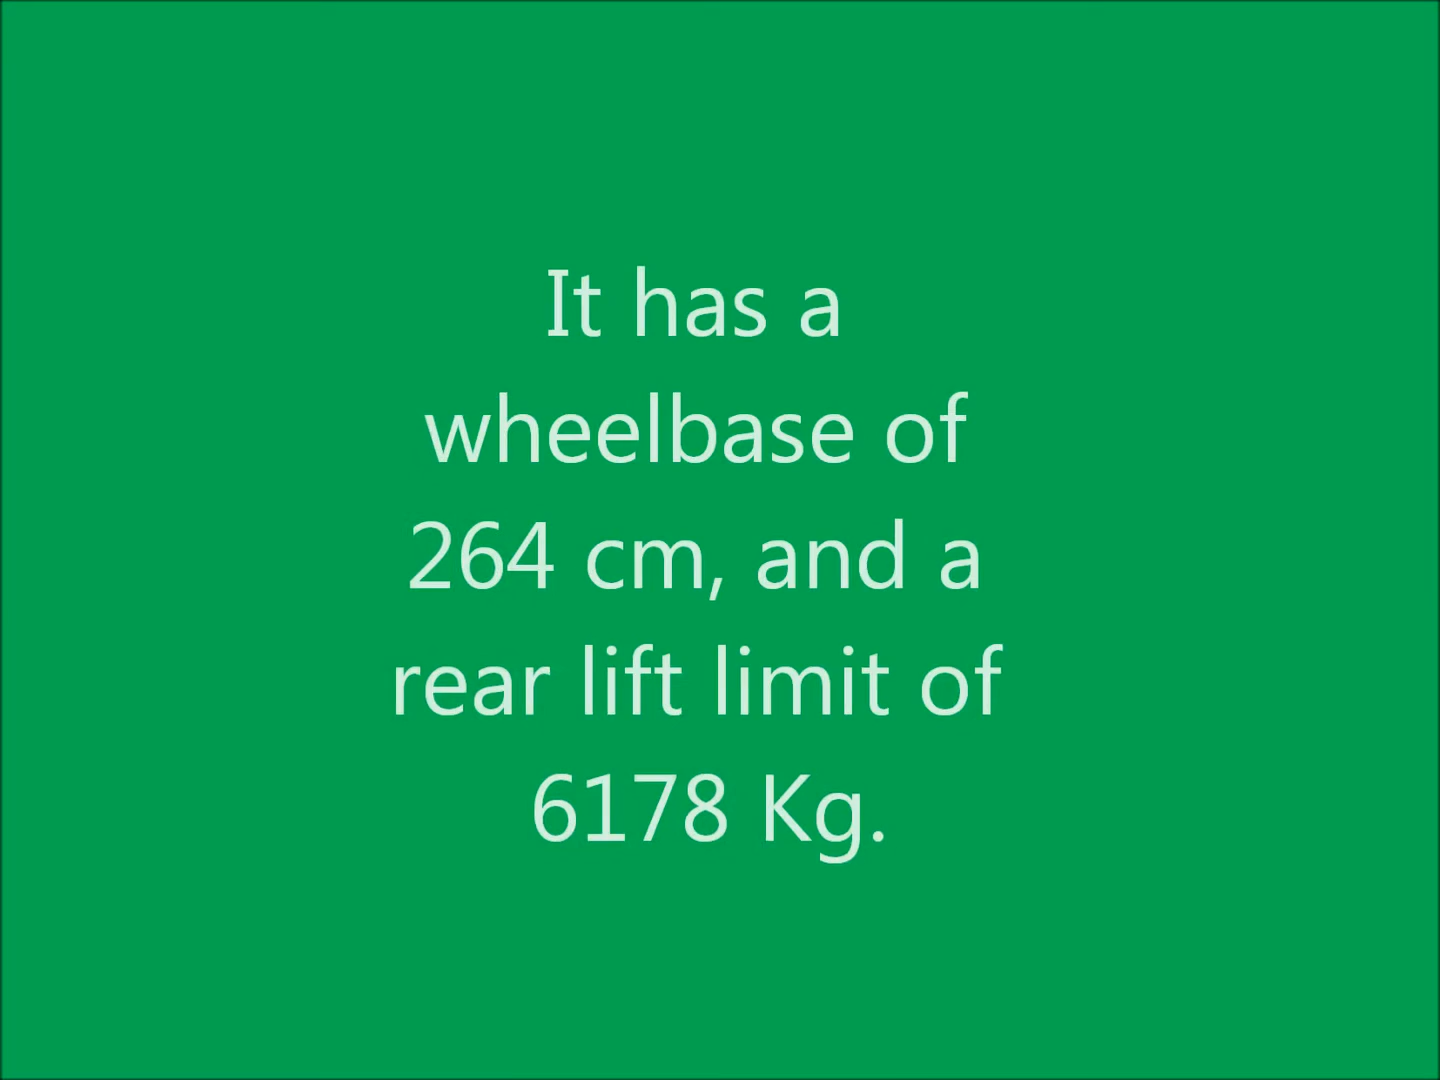 It has a
wheelbase of
264 cm, and a
rear lift limit of
6178 Kg.